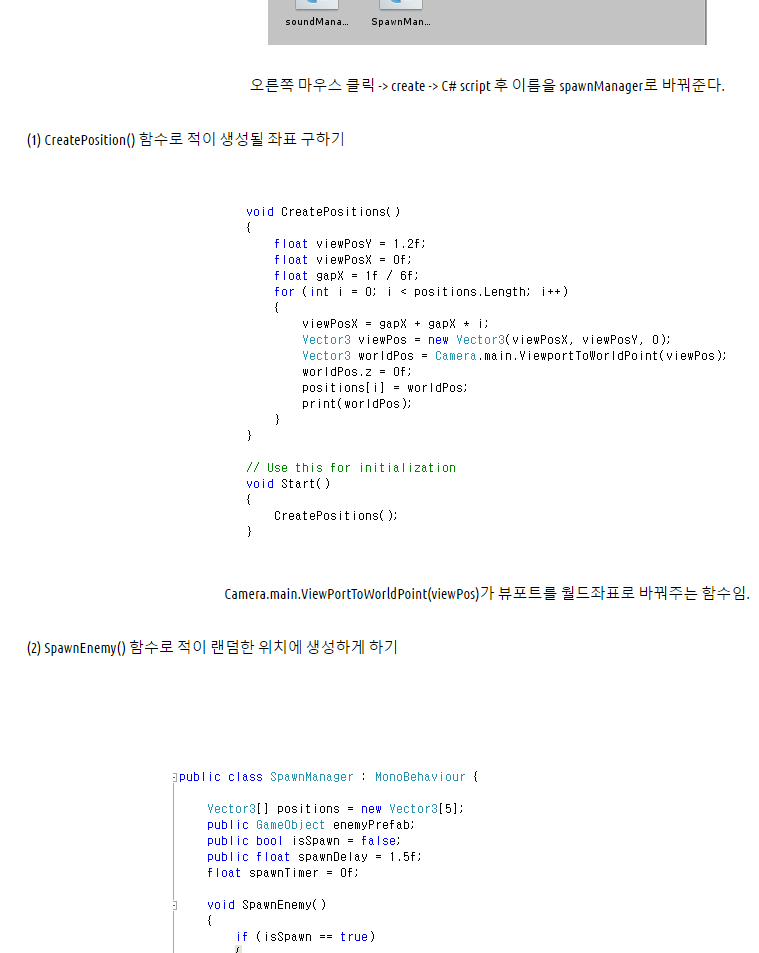 soundMana... SpawnMan...
오른쪽 마우스 클릭 -> create -> C# script 후 이름을 spawnManager로 바꿔준다.
(1) CreatePosition() 함수로 적이 생성될 좌표 구하기
void CreatePositions()
{
float viewPosY = 1.2f;
float viewPosX = 0f;
float gapX = 1f / 6f;
for (int i = 0; i < positions.Length; i++)
{
viewPosX = gapX + gapX * i;
Vector3 viewPos = new Vector3(viewPosX, viewPosY, 0);
Vector3 worldPos = Camera.main.ViewportToWorldPoint(viewPos);
worldPos.z = 0f;
positions[i] = worldPos;
print(worldPos);
}
}
// Use this for initialization
void Start()
{
CreatePositions();
}
Camera.main.ViewPortToWorldPoint(viewPos)가 뷰포트를 월드좌표로 바꿔주는 함수임.
(2) SpawnEnemy() 함수로 적이 랜덤한 위치에 생성하게 하기
public class SpawnManager : MonoBehaviour {
Vector3[] positions = new Vector3[5];
public GameObject enemyPrefab;
public bool isSpawn = false;
public float spawnDelay = 1.5f;
float spawnTimer = 0f;
void SpawnEnemy()
{
if (isSpawn == true)
{